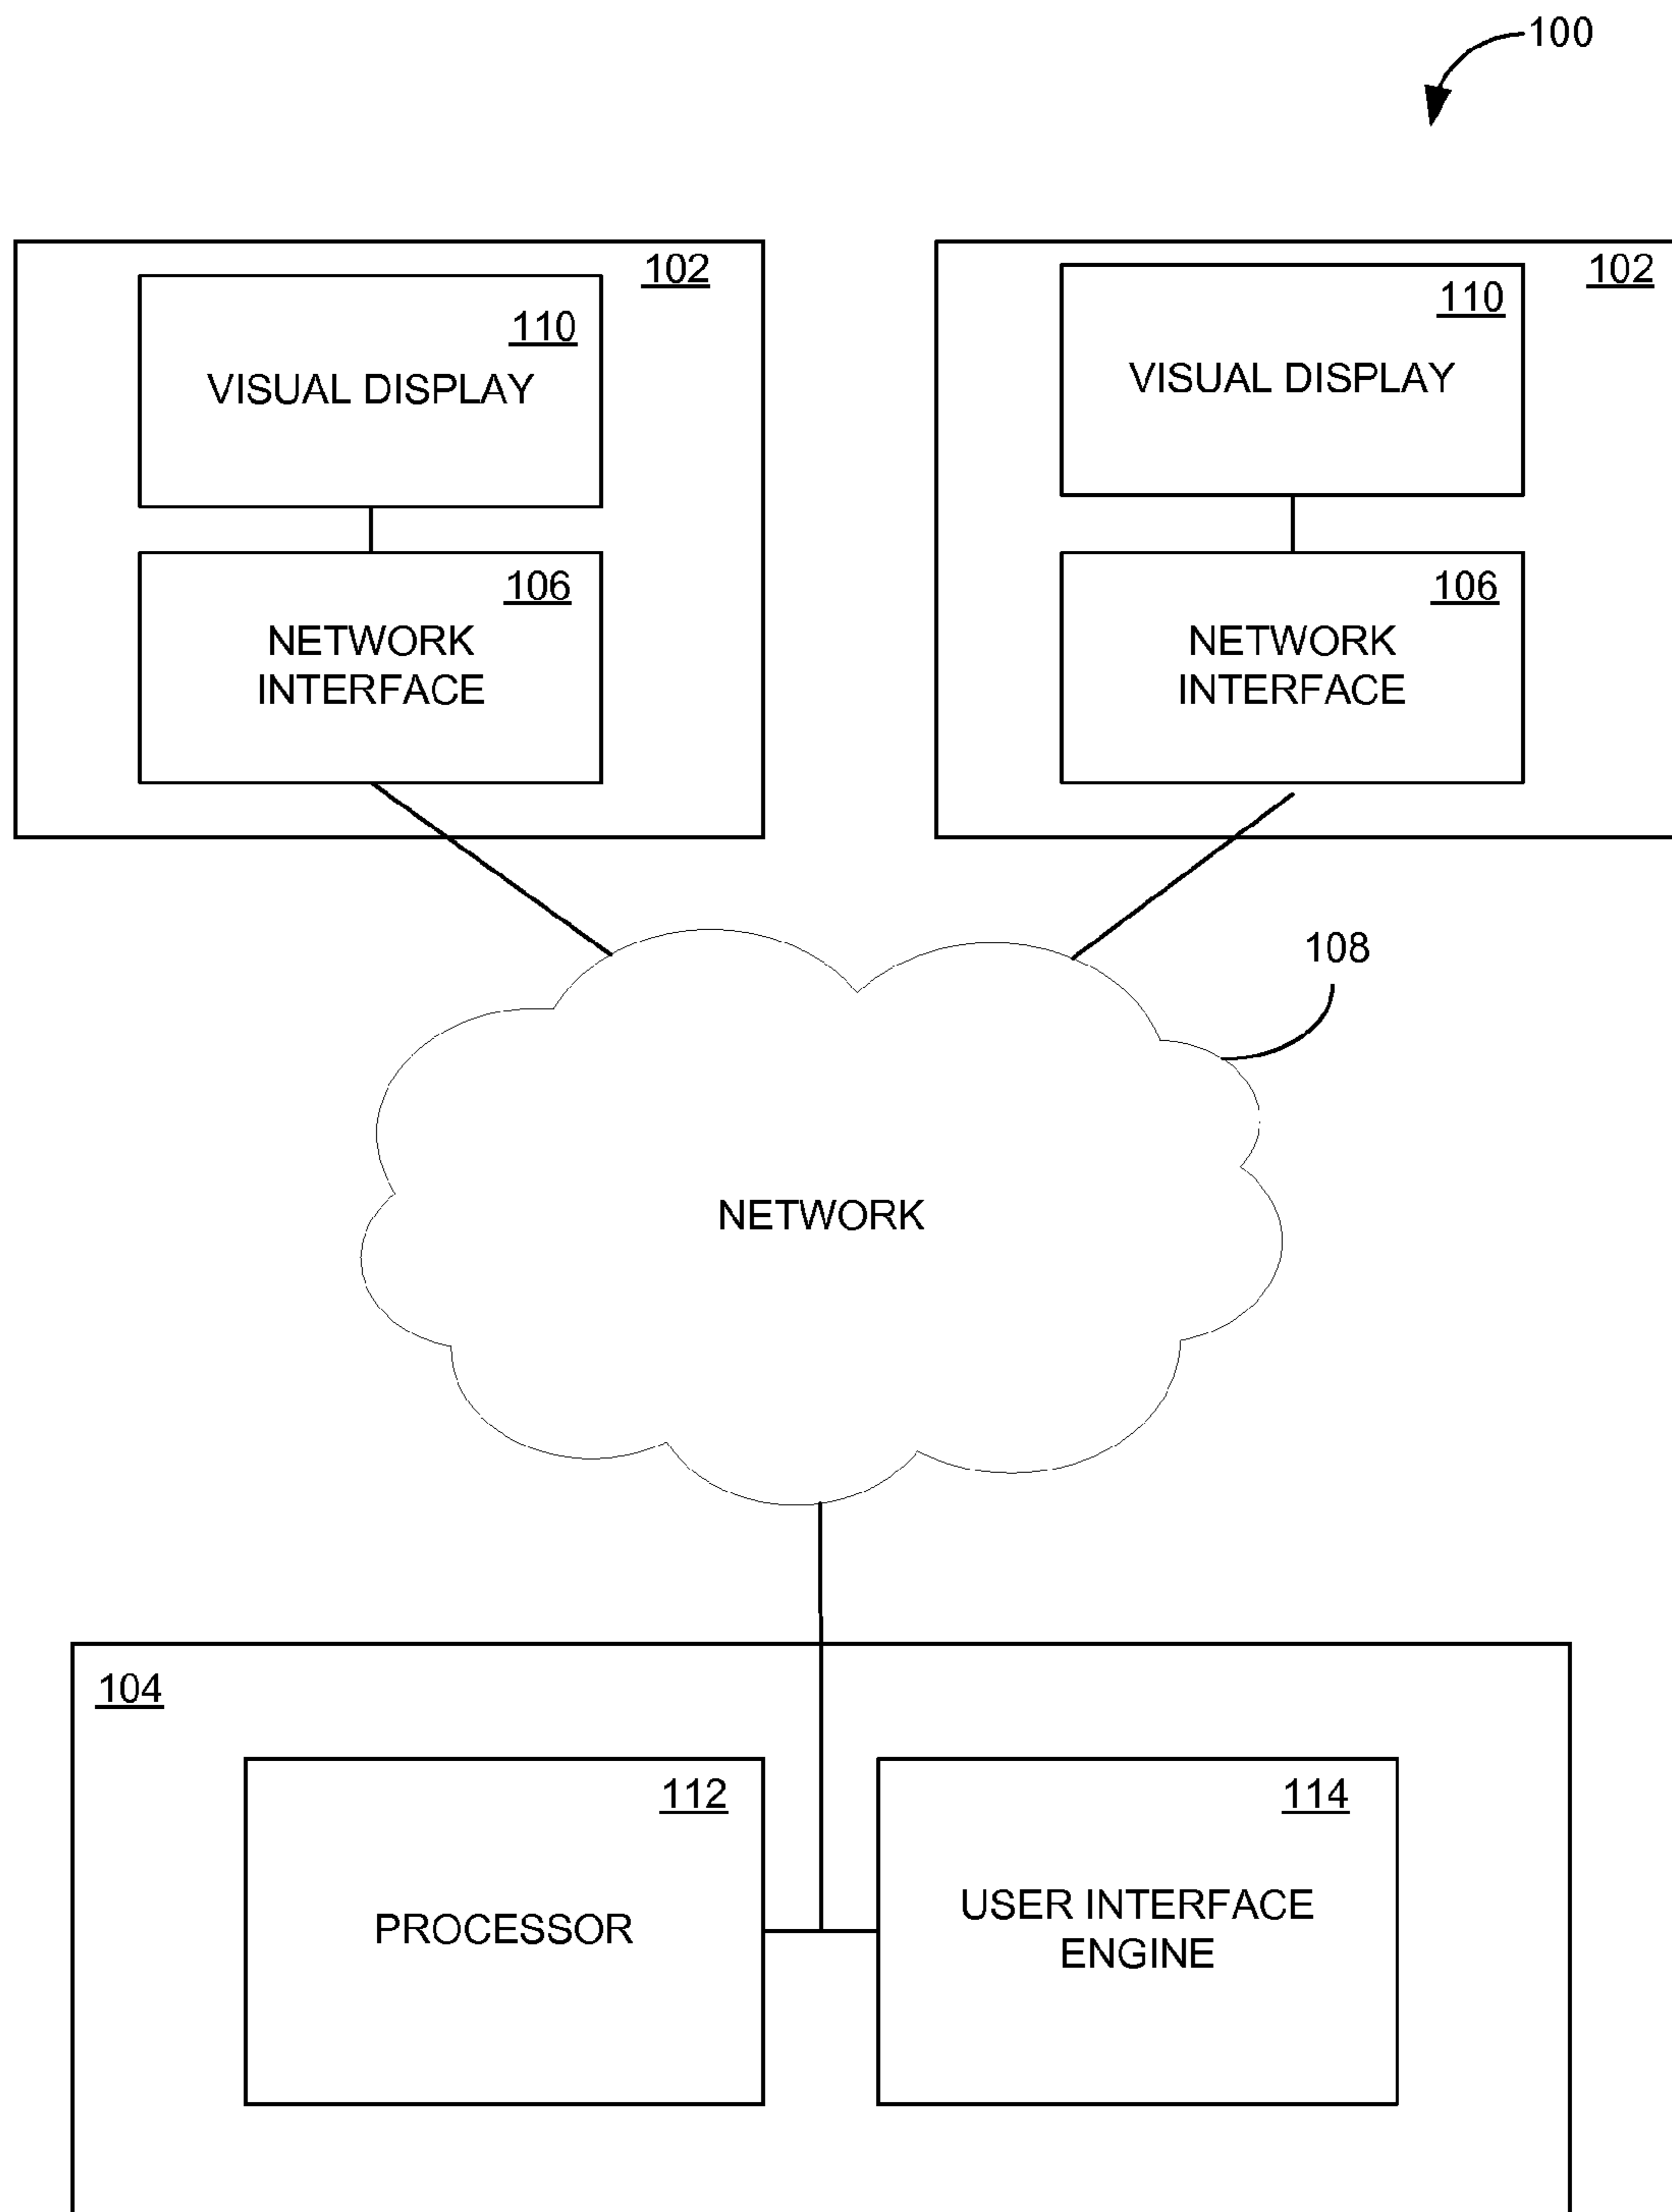 100
102
110
VISUAL DISPLAY
106
NETWORK
INTERFACE
102
110
VISUAL DISPLAY
106
NETWORK
INTERFACE
108
NETWORK
104
112
PROCESSOR
114
USER INTERFACE
ENGINE